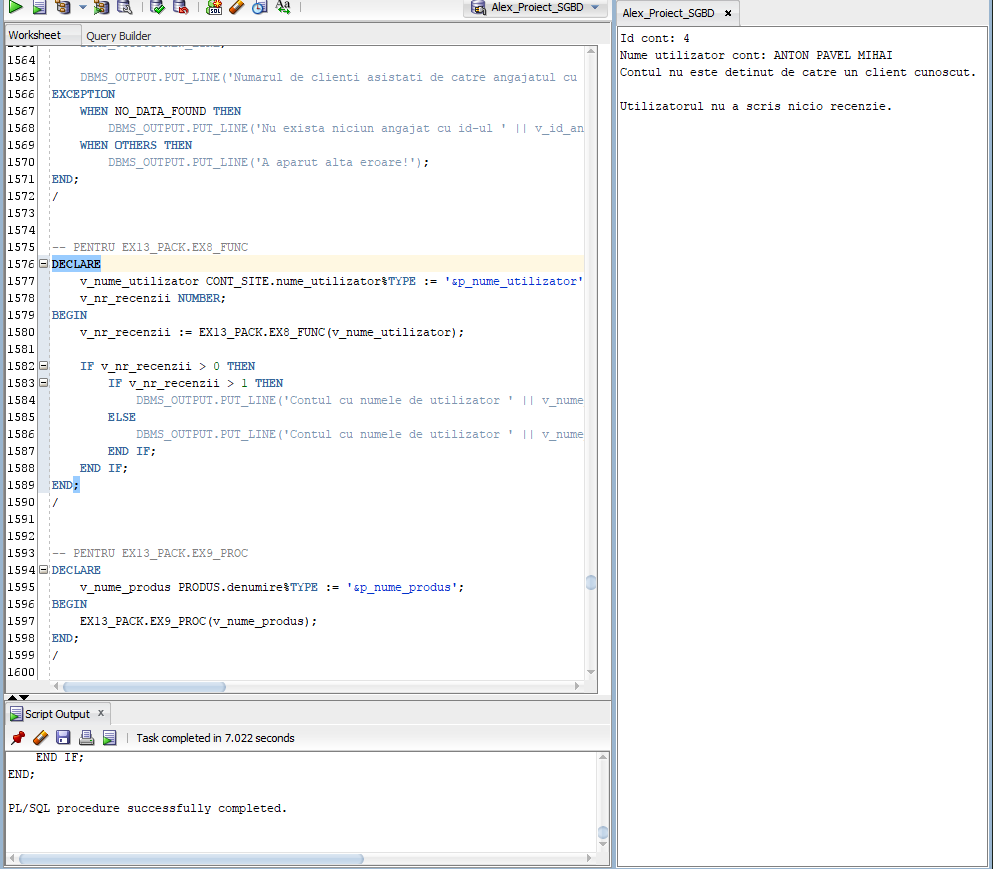 Alex_Proiect_SGBD
Worksheet
Query Builder
1564
1565 DBMS_OUTPUT.PUT_LINE('Numarul de clienti asistati de catre angajatul cu
1566 EXCEPTION
1567 WHEN NO_DATA_FOUND THEN
1568 DBMS_OUTPUT.PUT_LINE('Nu exista niciun angajat cu id-ul ' || v_id_an
1569 WHEN OTHERS THEN
1570 DBMS_OUTPUT.PUT_LINE('A aparut alta eroare!');
1571 END;
1572 /
1573
1574
1575 -- PENTRU EX13_PACK.EX8_FUNC
1576 DECLARE
1577 v_nume_utilizator CONT_SITE.nume_utilizator%TYPE := '&p_nume_utilizator'
1578 v_nr_recenzii NUMBER;
1579 BEGIN
1580 v_nr_recenzii := EX13_PACK.EX8_FUNC(v_nume_utilizator);
1581
1582 IF v_nr_recenzii > 0 THEN
1583 IF v_nr_recenzii > 1 THEN
1584 DBMS_OUTPUT.PUT_LINE('Contul cu numele de utilizator ' || v_nume
1585 ELSE
1586 DBMS_OUTPUT.PUT_LINE('Contul cu numele de utilizator ' || v_nume
1587 END IF;
1588 END IF;
1589 END;
1590 /
1591
1592
1593 -- PENTRU EX13_PACK.EX9_PROC
1594 DECLARE
1595 v_nume_produs PRODUS.denumire%TYPE := '&p_nume_produs';
1596 BEGIN
1597 EX13_PACK.EX9_PROC(v_nume_produs);
1598 END;
1599 /
1600
Script Output x
Task completed in 7.022 seconds
END IF;
END;
PL/SQL procedure successfully completed.
Alex_Proiect_SGBD x
Id cont: 4
Nume utilizator cont: ANTON PAVEL MIHAI
Contul nu este detinut de catre un client cunoscut.
Utilizatorul nu a scris nicio recenzie.